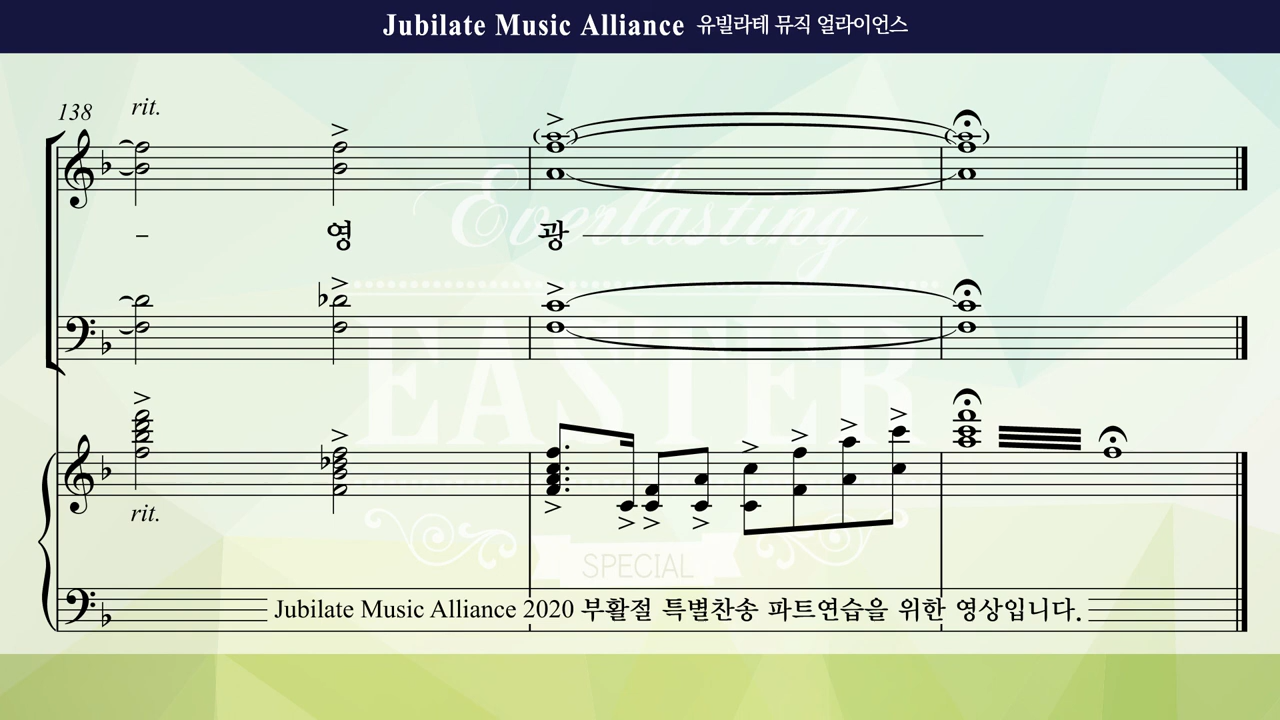 Jubilate Music Alliance 유빌라테 뮤직 얼라이언스
138 rit.
Everlasting
- 영 광
EASTER
rit.
SPECIAL
Jubilate Music Alliance 2020 부활절 특별찬송 파트연습을 위한 영상입니다.